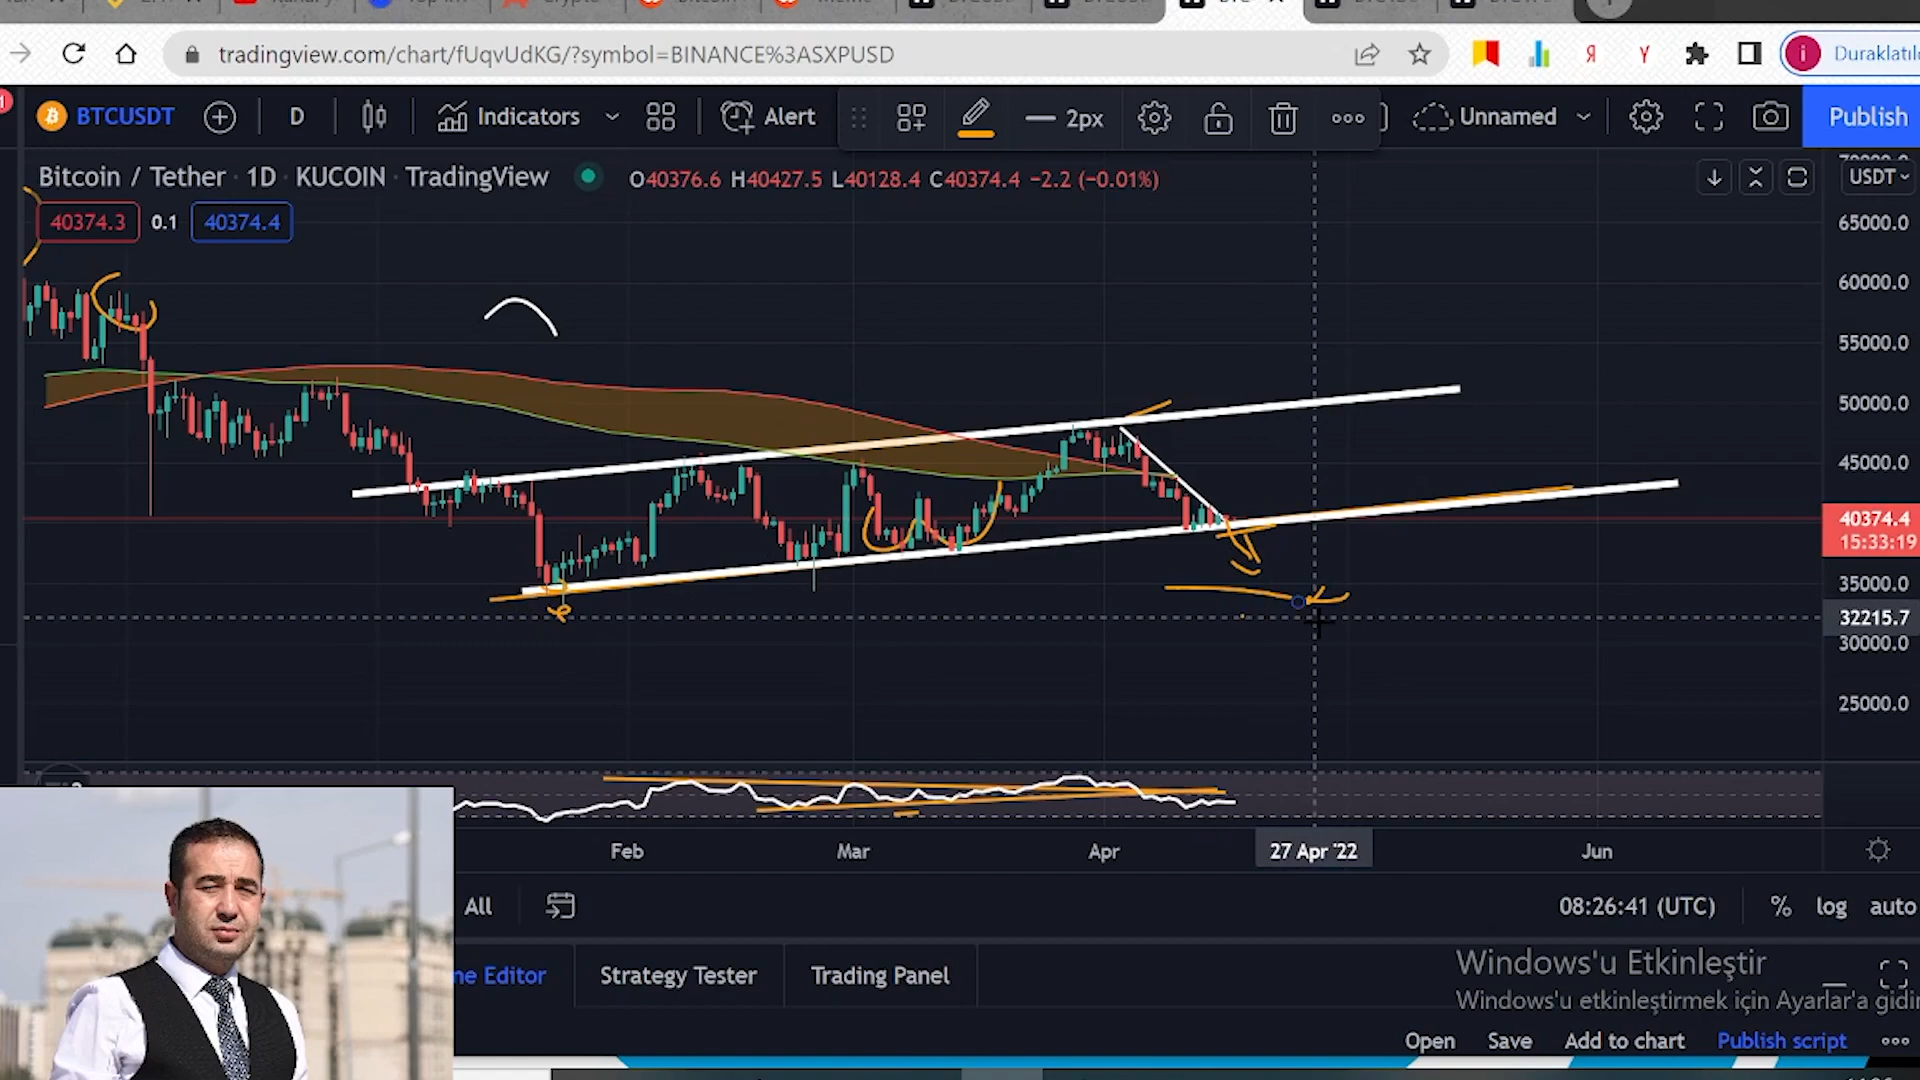 tradingview.com/chart/fUqvUdKG/?symbol=BINANCE%3ASXPUSD
Duraklatılı
BTCUSDT
D
Indicators
Alert
2px
Unnamed
Publish
Bitcoin / Tether · 1D · KUCOIN · TradingView
O40376.6 H40427.5 L40128.4 C40374.4 −2.2 (−0.01%)
USDT
40374.3
0.1
40374.4
65000.0
60000.0
55000.0
50000.0
45000.0
40374.4
15:33:19
35000.0
32215.7
30000.0
25000.0
Feb
Mar
Apr
27 Apr '22
Jun
All
08:26:41 (UTC)
%
log
auto
ne Editor
Strategy Tester
Trading Panel
Windows'u Etkinleştir
Windows'u etkinleştirmek için Ayarlar'a gidin
Open
Save
Add to chart
Publish script